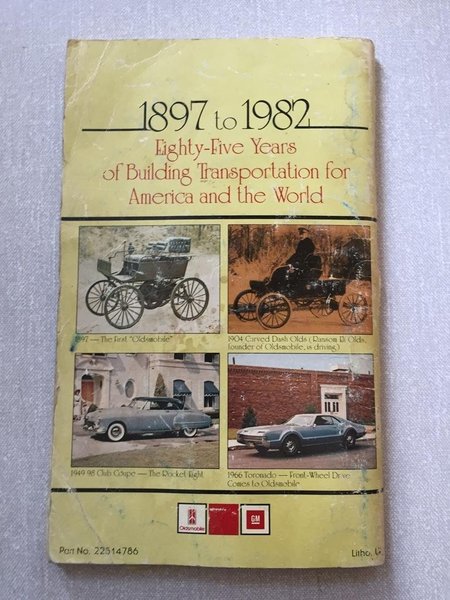 1897 to 1982
Eighty-Five Years
of Building Transportation for
America and the World
1897 — The First "Oldsmobile"
1904 Curved Dash Olds (Ransom Eli Olds,
founder of Oldsmobile, is driving)
1949 98 Club Coupe — The Rocket Eight
1966 Toronado — Front-Wheel Drive
Comes to Oldsmobile
Oldsmobile
GM
Part No. 22514786
Litho.